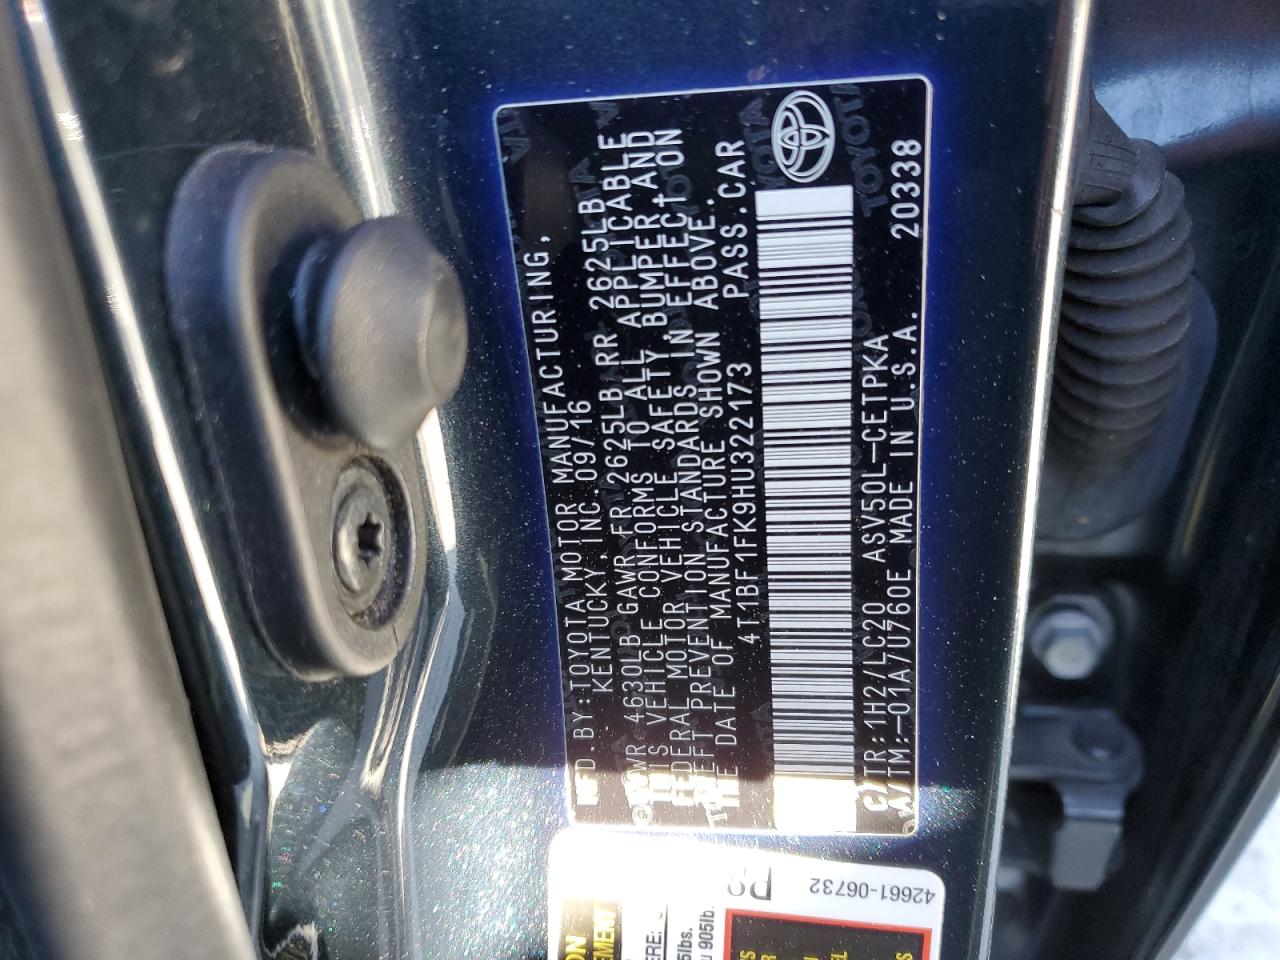 MFD.BY:TOYOTA MOTOR MANUFACTURING,
KENTUCKY, INC. 09/16
GVWR 4630LB GAWR FR 2625LB RR 2625LB
THIS VEHICLE CONFORMS TO ALL APPLICABLE
FEDERAL MOTOR VEHICLE SAFETY, BUMPER, AND
THEFT PREVENTION STANDARDS IN EFFECT ON
THE DATE OF MANUFACTURE SHOWN ABOVE.
4T1BF1FK9HU322173 PASS.CAR
C/TR:1H2/LC20 ASV50L-CETPKA
A/TM:-01A/U760E MADE IN U.S.A. 20338
TOYOTA
42661-06732
905lb.